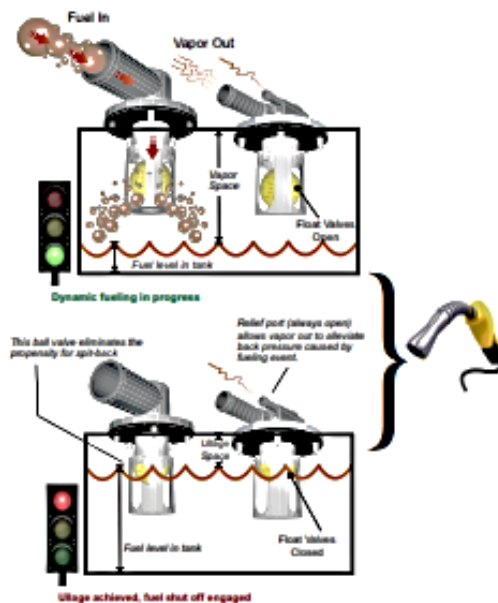 Fuel In
Vapor Out
Vapor
Space
Float Valves
Open
Fuel level in tank
Dynamic fueling in progress
This ball valve eliminates the
propensity for spit-back
Relief port (always open)
allows vapor out to alleviate
back pressure caused by
fueling event.
Ullage
Space
Fuel level in tank
Float Valves
Closed
Ullage achieved, fuel shut off engaged